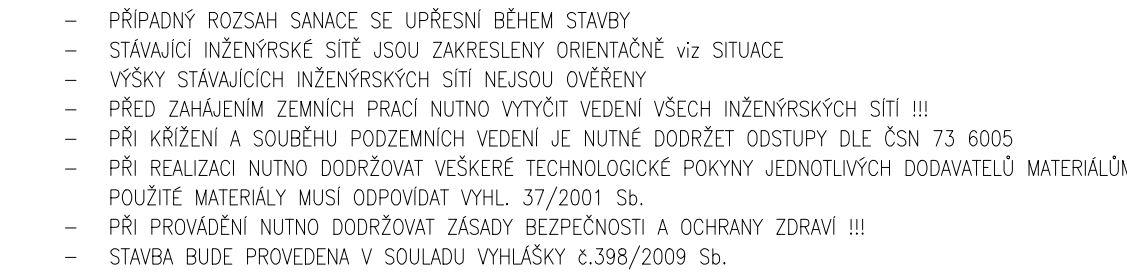 – PŘÍPADNÝ ROZSAH SANACE SE UPŘESNÍ BĚHEM STAVBY
– STÁVAJÍCÍ INŽENÝRSKÉ SÍTĚ JSOU ZAKRESLENY ORIENTAČNĚ viz SITUACE
– VÝŠKY STÁVAJÍCÍCH INŽENÝRSKÝCH SÍTÍ NEJSOU OVĚŘENY
– PŘED ZAHÁJENÍM ZEMNÍCH PRACÍ NUTNO VYTYČIT VEDENÍ VŠECH INŽENÝRSKÝCH SÍTÍ !!!
– PŘI KŘÍŽENÍ A SOUBĚHU PODZEMNÍCH VEDENÍ JE NUTNÉ DODRŽET ODSTUPY DLE ČSN 73 6005
– PŘI REALIZACI NUTNO DODRŽOVAT VEŠKERÉ TECHNOLOGICKÉ POKYNY JEDNOTLIVÝCH DODAVATELŮ MATERIÁLŮ
POUŽITÉ MATERIÁLY MUSÍ ODPOVÍDAT VYHL. 37/2001 Sb.
– PŘI PROVÁDĚNÍ NUTNO DODRŽOVAT ZÁSADY BEZPEČNOSTI A OCHRANY ZDRAVÍ !!!
– STAVBA BUDE PROVEDENA V SOULADU VYHLÁŠKY č.398/2009 Sb.